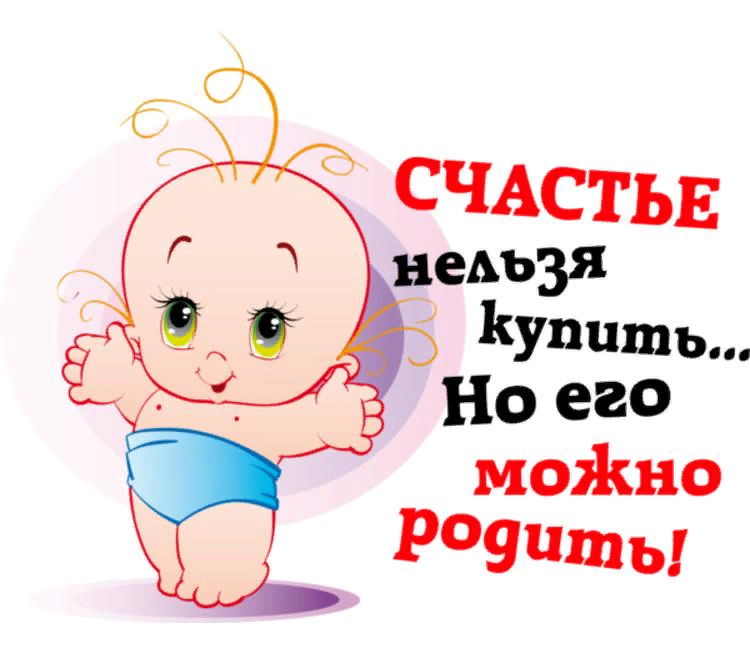 СЧАСТЬЕ
нельзя
купить...
Но его
можно
родить!